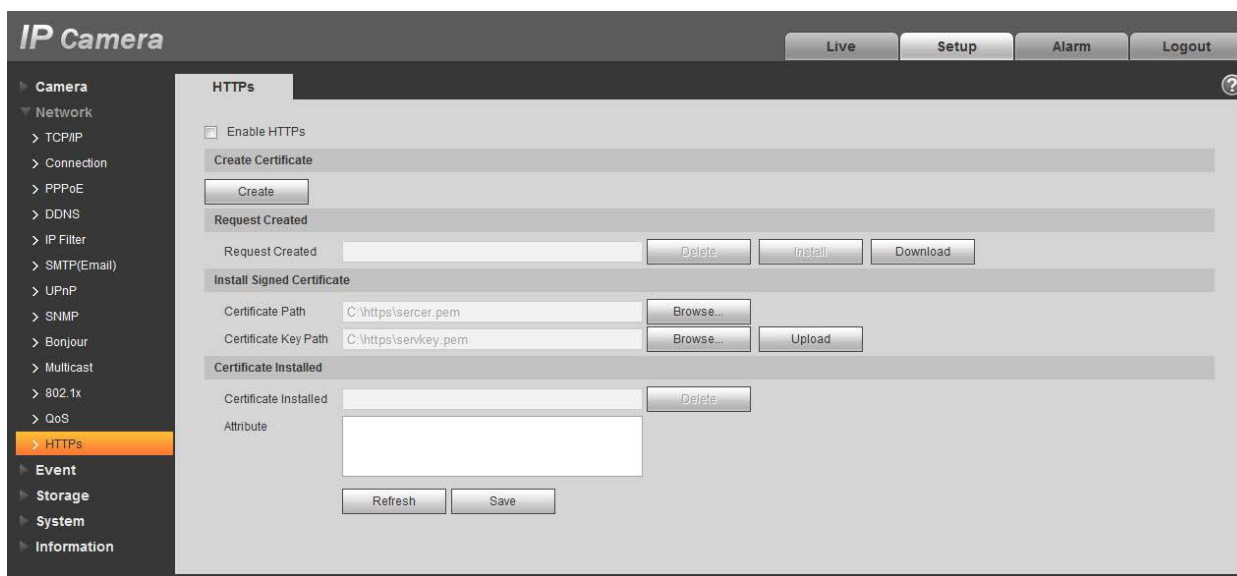 IP Camera
Live Setup Alarm Logout
Camera
Network
> TCP/IP
> Connection
> PPPoE
> DDNS
> IP Filter
> SMTP(Email)
> UPnP
> SNMP
> Bonjour
> Multicast
> 802.1x
> QoS
> HTTPs
Event
Storage
System
Information
HTTPs
?
Enable HTTPs
Create Certificate
Create
Request Created
Request Created Delete Install Download
Install Signed Certificate
Certificate Path C:\https\sercer.pem Browse...
Certificate Key Path C:\https\servkey.pem Browse... Upload
Certificate Installed
Certificate Installed Delete
Attribute
Refresh Save